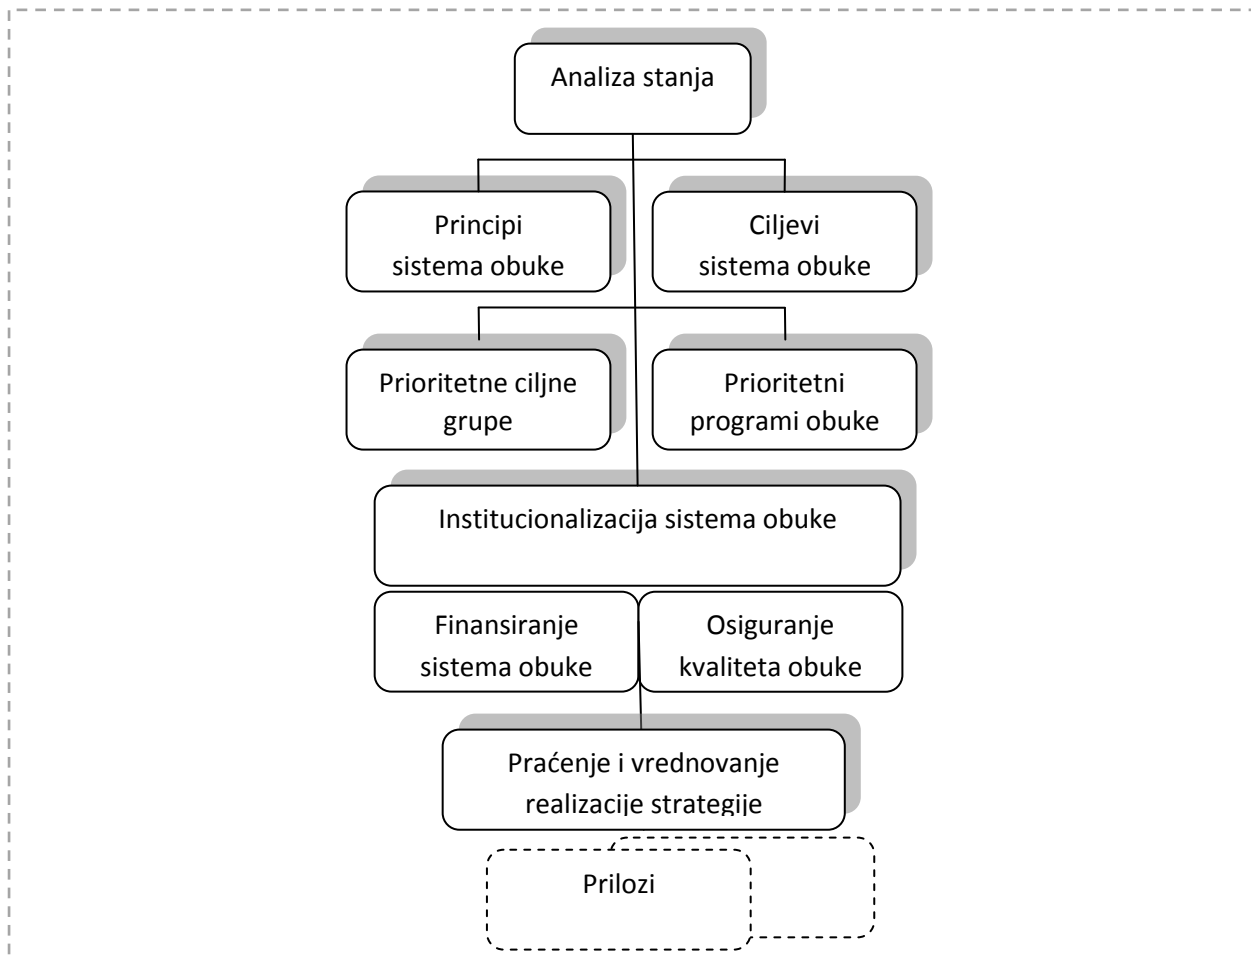 Analiza stanja
Principi
sistema obuke
Ciljevi
sistema obuke
Prioritetne ciljne
grupe
Prioritetni
programi obuke
Institucionalizacija sistema obuke
Finansiranje
sistema obuke
Osiguranje
kvaliteta obuke
Praćenje i vrednovanje
realizacije strategije
Prilozi